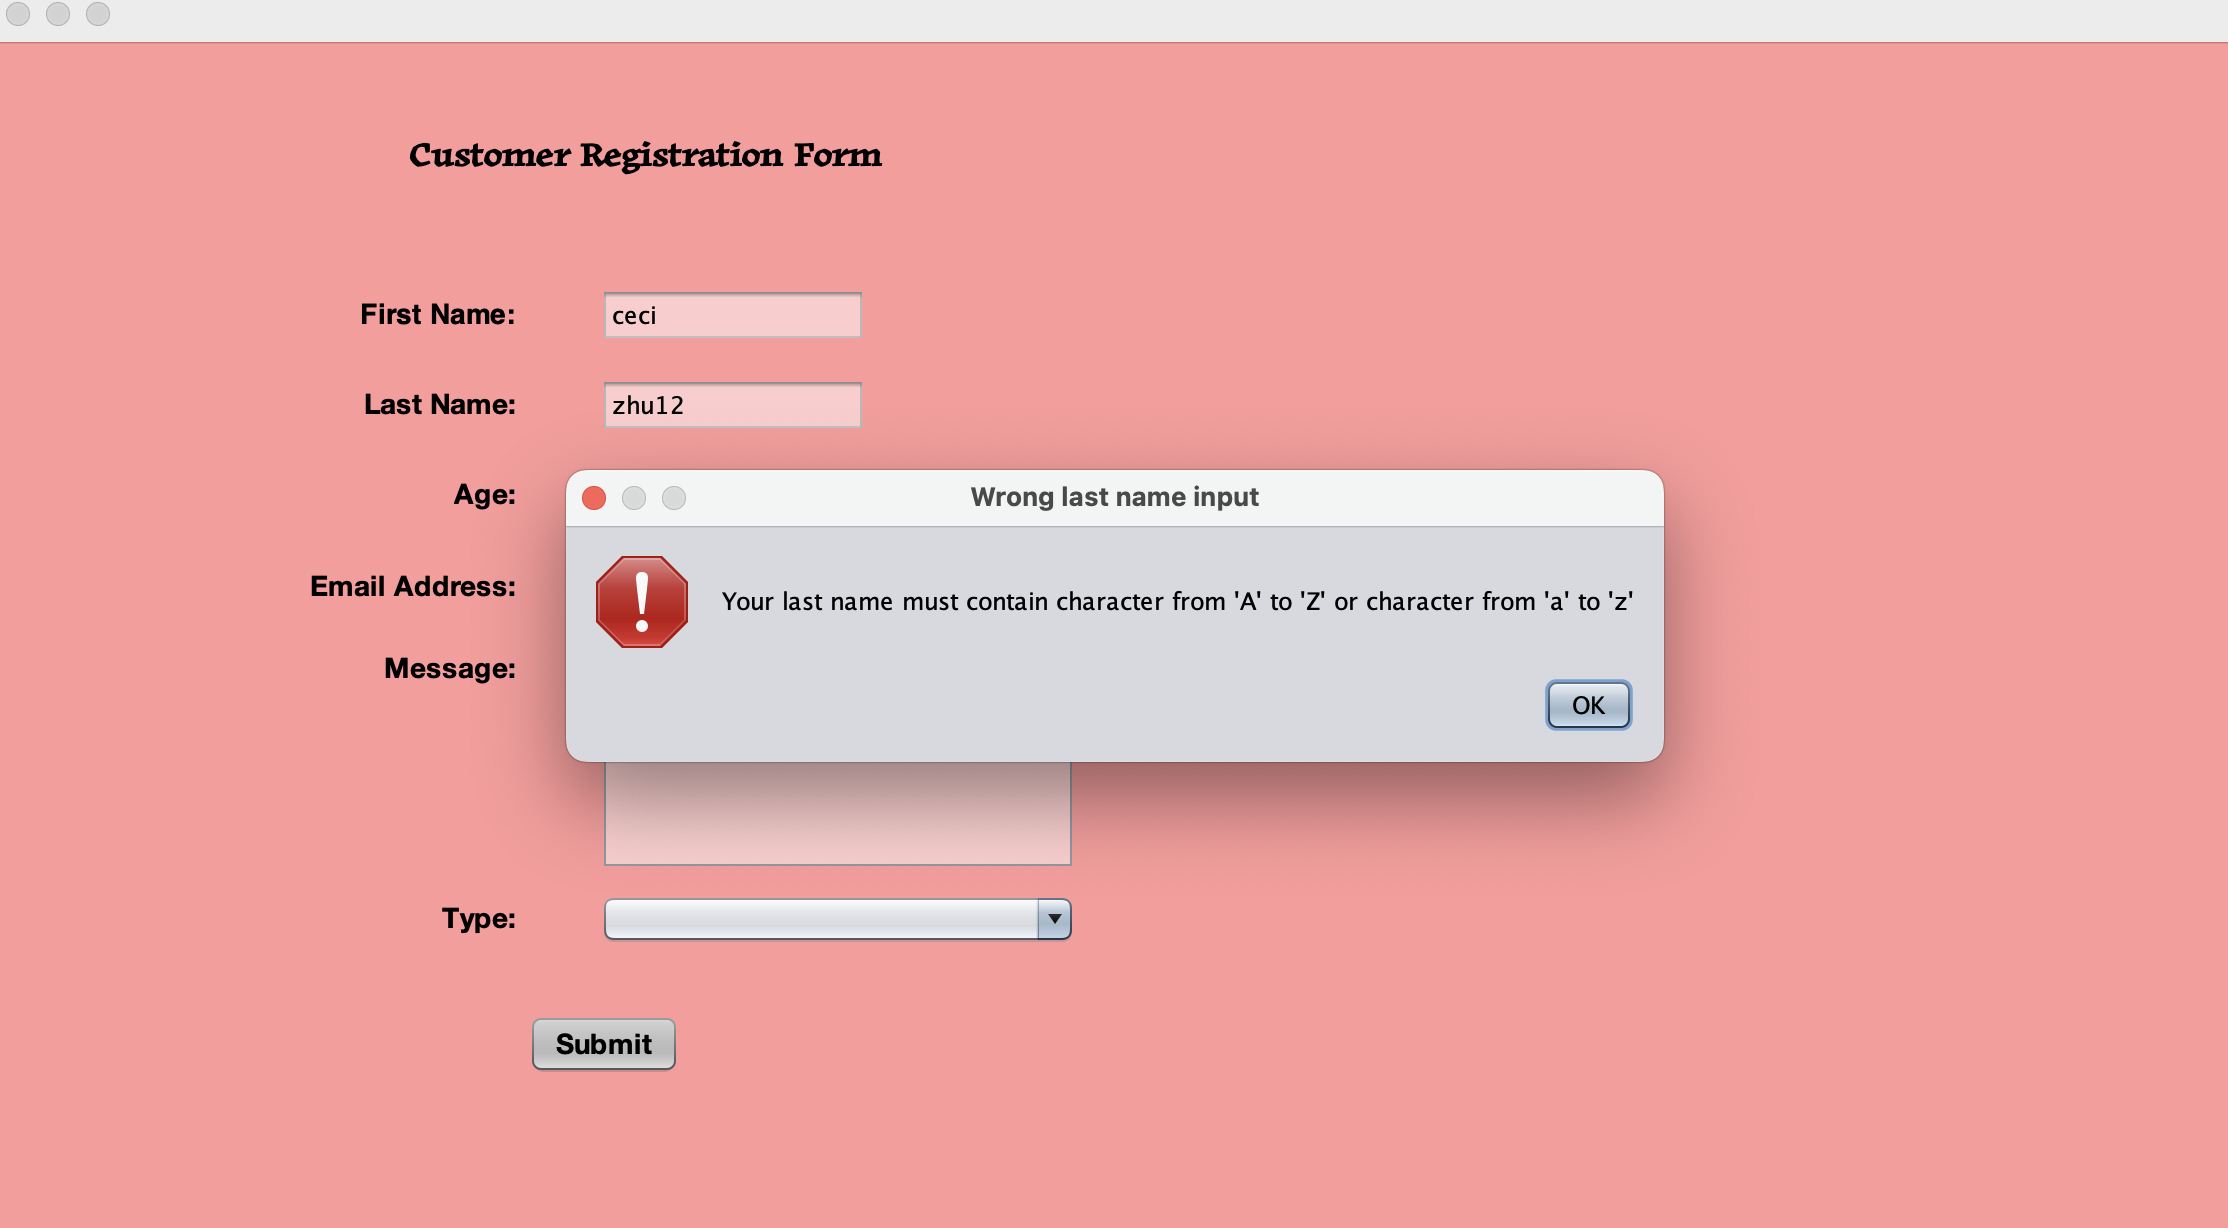 Customer Registration Form
First Name: ceci
Last Name: zhu12
Age:
Wrong last name input
Email Address:
Your last name must contain character from 'A' to 'Z' or character from 'a' to 'z'
Message:
OK
Type:
Submit